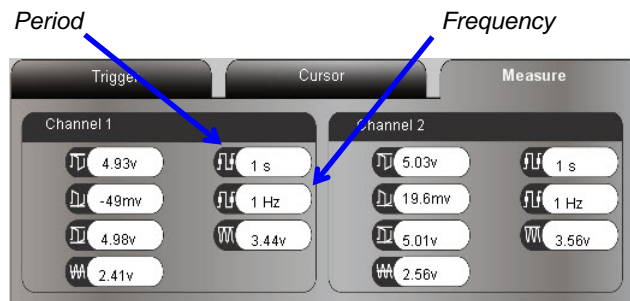 Period Frequency
Trigger Cursor Measure
Channel 1 Channel 2
4.93v 1 s 5.03v 1 s
-49mv 1 Hz 19.6mv 1 Hz
4.98v 3.44v 5.01v 3.56v
2.41v 2.56v